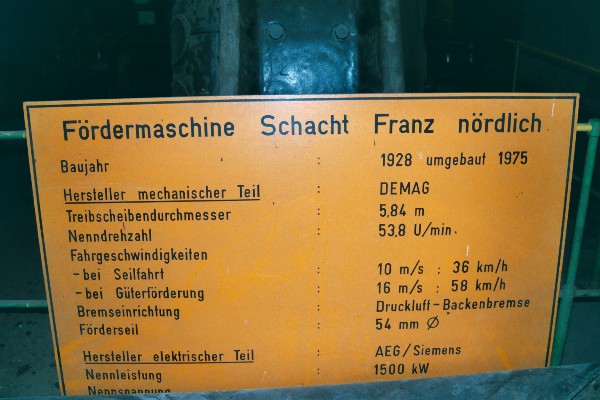 Fördermaschine Schacht Franz nördlich
Baujahr : 1928 umgebaut 1975
Hersteller mechanischer Teil : DEMAG
Treibscheibendurchmesser : 5,84 m
Nenndrehzahl : 53,8 U/min.
Fahrgeschwindigkeiten
- bei Seilfahrt : 10 m/s : 36 km/h
- bei Güterförderung : 16 m/s : 58 km/h
Bremseinrichtung : Druckluft-Backenbremse
Förderseil : 54 mm Ø
Hersteller elektrischer Teil : AEG/Siemens
Nennleistung : 1500 kW
Nennspannung